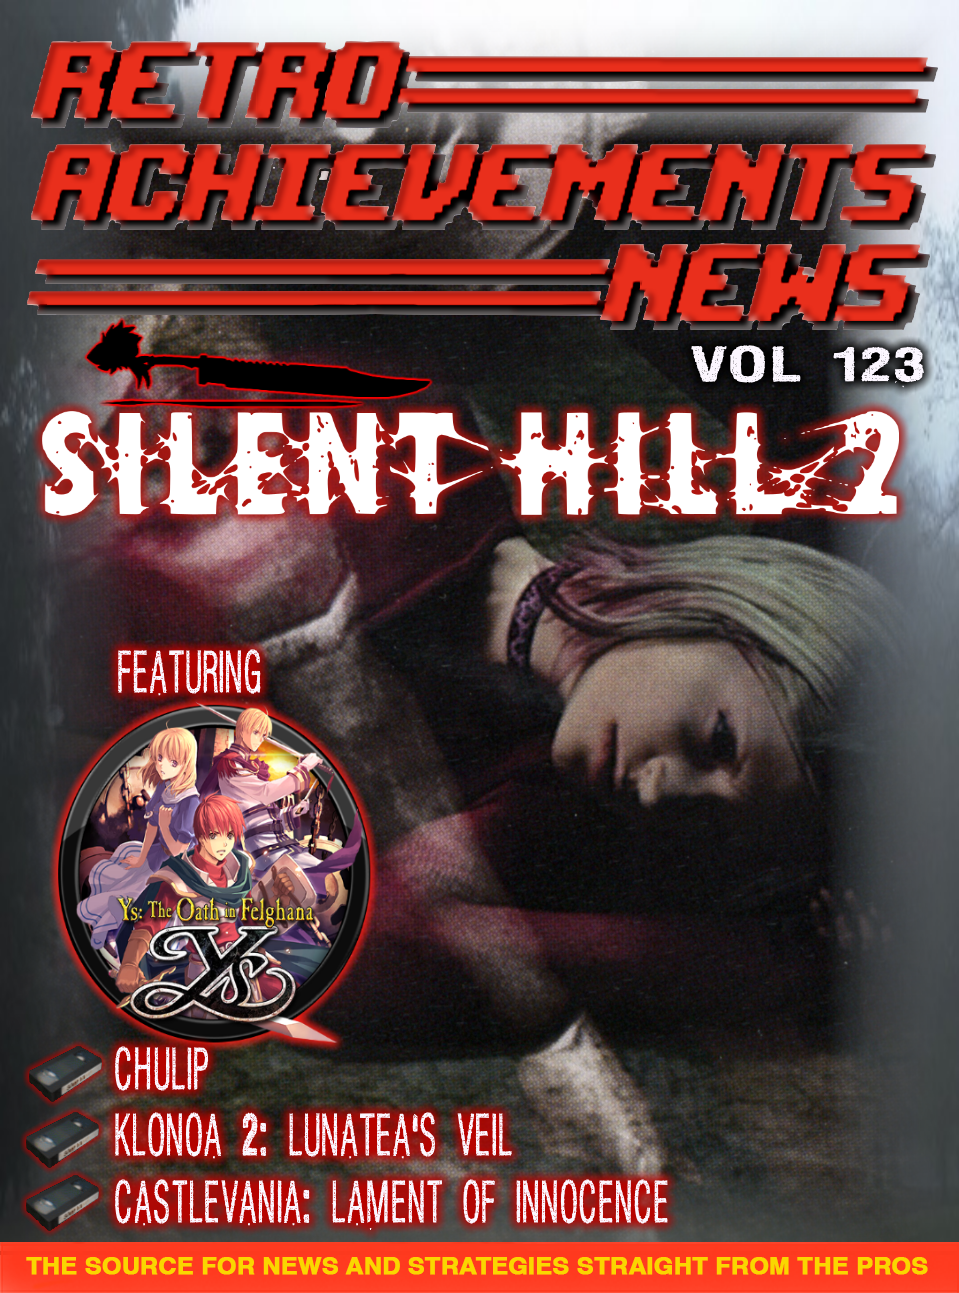 RETRO
ACHIEVEMENTS
NEWS
VOL 123
SILENT HILL 2
FEATURING
Ys: The Oath in Felghana
Ys
CHULIP
KLONOA 2: LUNATEA'S VEIL
CASTLEVANIA: LAMENT OF INNOCENCE
THE SOURCE FOR NEWS AND STRATEGIES STRAIGHT FROM THE PROS